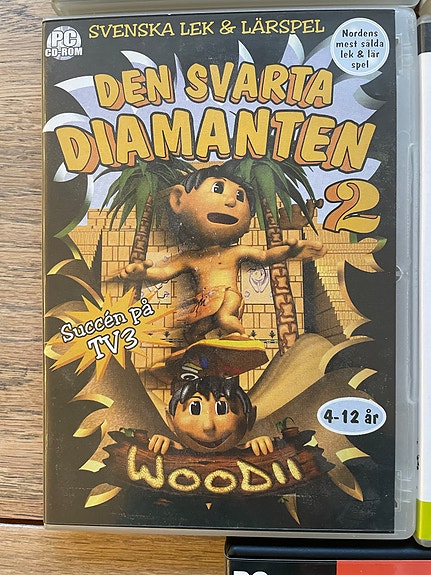 PC
CD-ROM
SVENSKA LEK & LÄRSPEL
Nordens
mest sålda
lek & lär
spel
DEN SVARTA
DIAMANTEN
2
Succén på
TV3
4-12 år
WOODII
PC